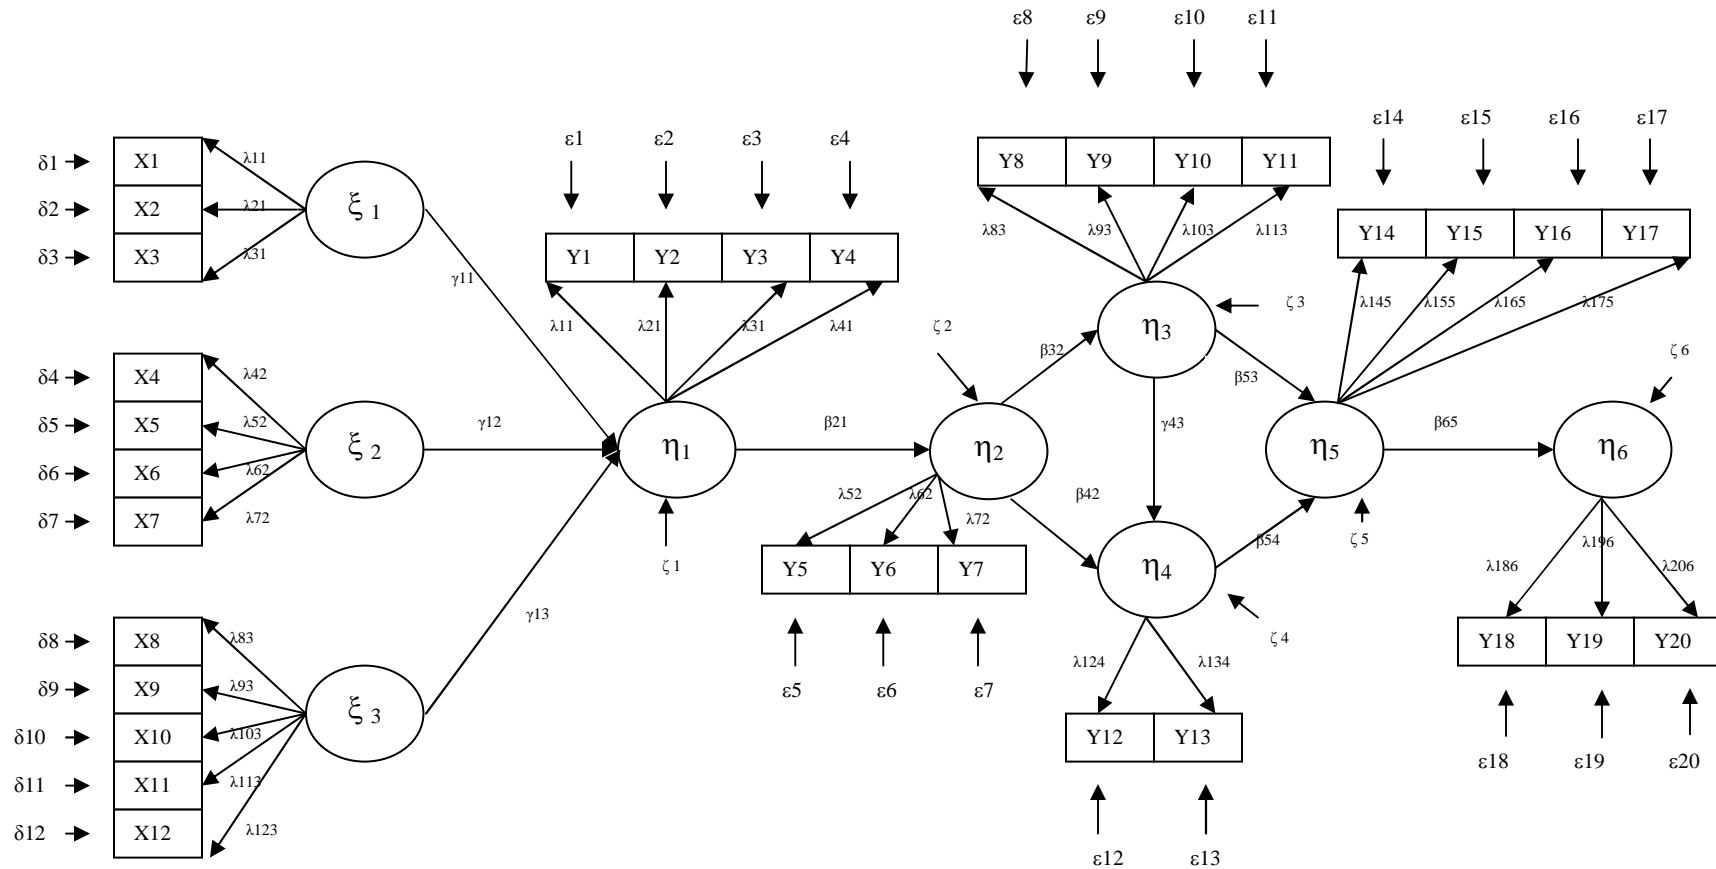 ε8 ε9 ε10 ε11
Y8 Y9 Y10 Y11
λ83 λ93 λ103 λ113
ε14 ε15 ε16 ε17
Y14 Y15 Y16 Y17
λ145 λ155 λ165 λ175
δ1 X1 λ11
δ2 X2 λ21
δ3 X3 λ31
ξ 1
γ11
δ4 X4 λ42
δ5 X5 λ52
δ6 X6 λ62
δ7 X7 λ72
ξ 2
γ12
δ8 X8 λ83
δ9 X9 λ93
δ10 X10 λ103
δ11 X11 λ113
δ12 X12 λ123
ξ 3
γ13
ε1 ε2 ε3 ε4
Y1 Y2 Y3 Y4
λ11 λ21 λ31 λ41
η1
ζ 1
β21
ζ 2
η2
λ52 λ62 λ72
Y5 Y6 Y7
ε5 ε6 ε7
β32
β42
η3
ζ 3
γ43
η4
ζ 4
λ124 λ134
Y12 Y13
ε12 ε13
β53
β54
η5
ζ 5
β65
ζ 6
η6
λ186 λ196 λ206
Y18 Y19 Y20
ε18 ε19 ε20